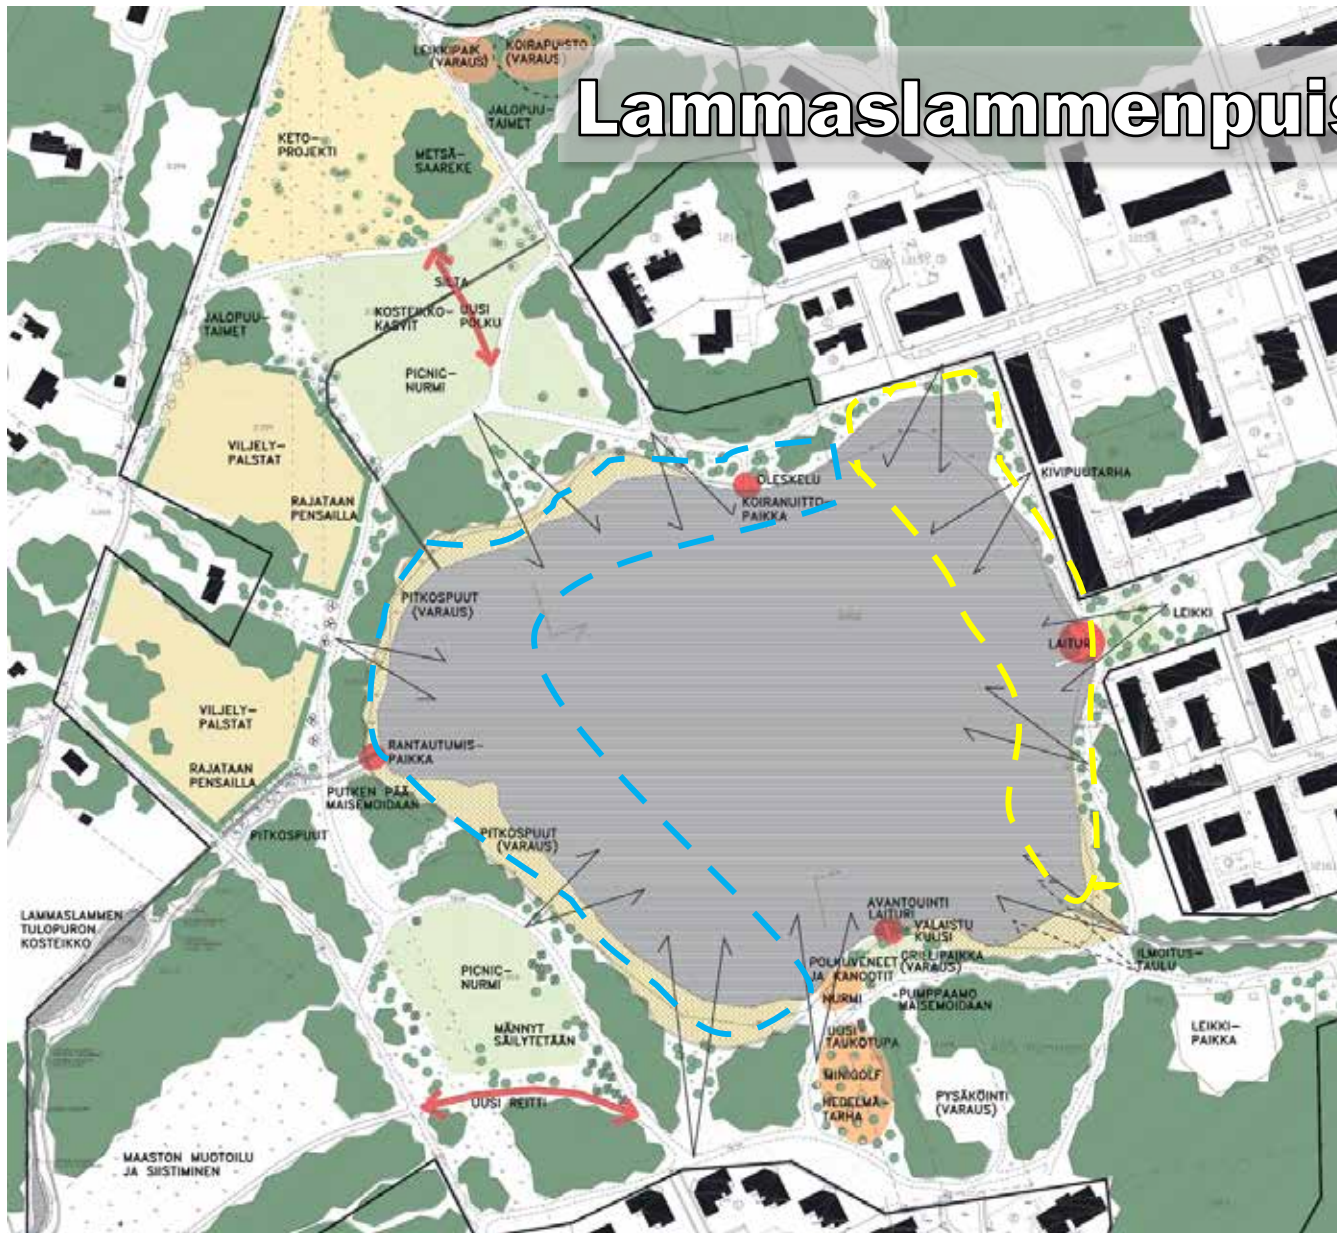 Lammaslammenpuis
LEIKKIPAIK
(VARAUS)
KOIRAPUISTO
(VARAUS)
JALOPUU-
TAIMET
KETO-
PROJEKTI
METSÄ-
SAAREKE
SILTA
JALOPUU-
TAIMET
KOSTEIKKO-
KASVIT
UUSI
POLKU
PICNIC-
NURMI
VILJELY-
PALSTAT
RAJATAAN
PENSAILLA
OLESKELU
KOIRANUITTO-
PAIKKA
KIVIPUUTARHA
PITKOSPUUT
(VARAUS)
LEIKKI
LAITURI
VILJELY-
PALSTAT
RAJATAAN
PENSAILLA
RANTAUTUMIS-
PAIKKA
PUTKEN PÄÄ
MAISEMOIDAAN
PITKOSPUUT
PITKOSPUUT
(VARAUS)
LAMMASLAMMEN
TULOPURON
KOSTEIKKO
AVANTOUINTI
LAITURI
VALAISTU
KUUSI
GRILLIPAIKKA
(VARAUS)
POLKUVENEET
JA KANOOTIT
ILMOITUS-
TAULU
NURMI
PUMPPAAMO
MAISEMOIDAAN
PICNIC-
NURMI
MÄNNYT
SÄILYTETÄÄN
UUSI
TAUKOTUPA
LEIKKI-
PAIKKA
MINIGOLF
HEDELMÄ-
TARHA
PYSÄKÖINTI
(VARAUS)
UUSI REITTI
MAASTON MUOTOILU
JA SIISTIMINEN